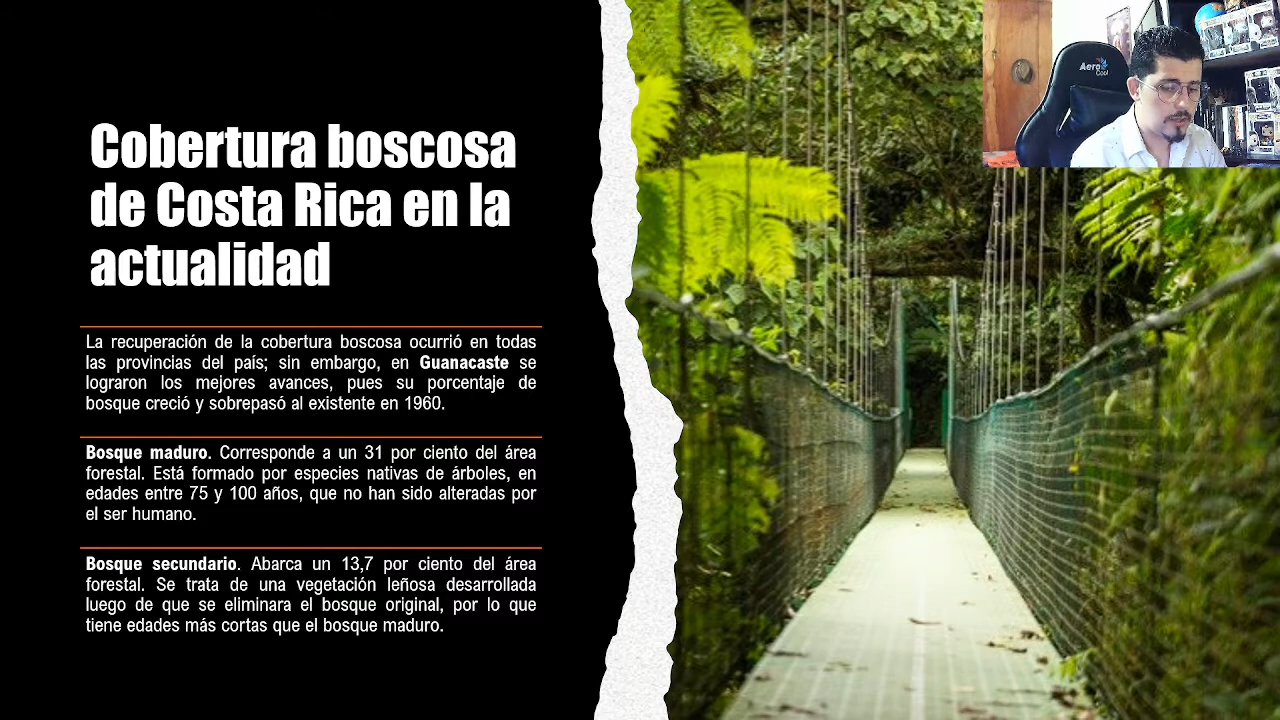 Cobertura boscosa
de Costa Rica en la
actualidad
La recuperación de la cobertura boscosa ocurrió en todas
las provincias del país; sin embargo, en Guanacaste se
lograron los mejores avances, pues su porcentaje de
bosque creció y sobrepasó al existente en 1960.
Bosque maduro. Corresponde a un 31 por ciento del área
forestal. Está formado por especies nativas de árboles, en
edades entre 75 y 100 años, que no han sido alteradas por
el ser humano.
Bosque secundario. Abarca un 13,7 por ciento del área
forestal. Se trata de una vegetación leñosa desarrollada
luego de que se eliminara el bosque original, por lo que
tiene edades más cortas que el bosque maduro.
Aero
Cool